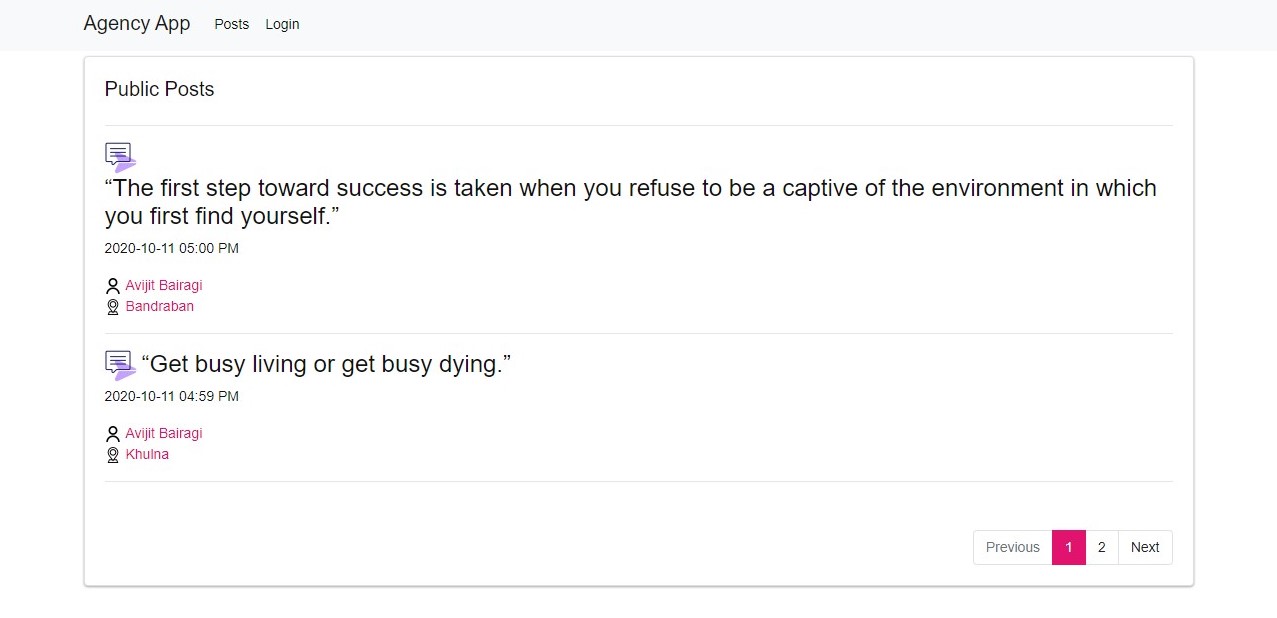 Agency App Posts Login
Public Posts
“The first step toward success is taken when you refuse to be a captive of the environment in which
you first find yourself.”
2020-10-11 05:00 PM
Avijit Bairagi
Bandraban
“Get busy living or get busy dying.”
2020-10-11 04:59 PM
Avijit Bairagi
Khulna
Previous 1 2 Next